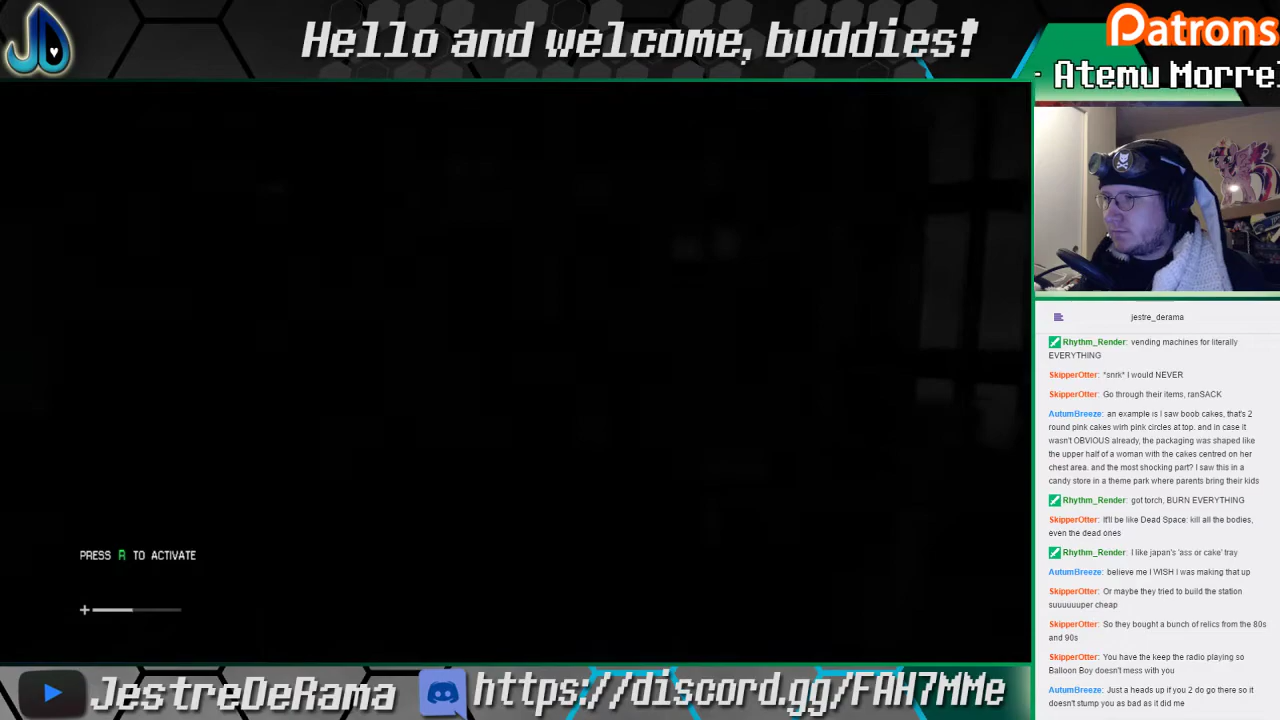 JD
Hello and welcome, buddies!
Patrons
- Atemu Morrel
jestre_derama
Rhythm_Render: vending machines for literally
EVERYTHING
SkipperOtter: *snrk* I would NEVER
SkipperOtter: Go through their items, ranSACK
AutumBreeze: an example is I saw boob cakes, that's 2
round pink cakes wirh pink circles at top. and in case it
wasn't OBVIOUS already, the packaging was shaped like
the upper half of a woman with the cakes centred on her
chest area. and the most shocking part? I saw this in a
candy store in a theme park where parents bring their kids
Rhythm_Render: got torch, BURN EVERYTHING
SkipperOtter: It'll be like Dead Space: kill all the bodies,
even the dead ones
Rhythm_Render: I like japan's 'ass or cake' tray
AutumBreeze: believe me I WISH I was making that up
SkipperOtter: Or maybe they tried to build the station
suuuuuuper cheap
SkipperOtter: So they bought a bunch of relics from the 80s
and 90s
SkipperOtter: You have the keep the radio playing so
Balloon Boy doesn't mess with you
AutumBreeze: Just a heads up if you 2 do go there so it
doesn't stump you as bad as it did me
PRESS A TO ACTIVATE
JestreDeRama
https://discord.gg/FAH7MMe